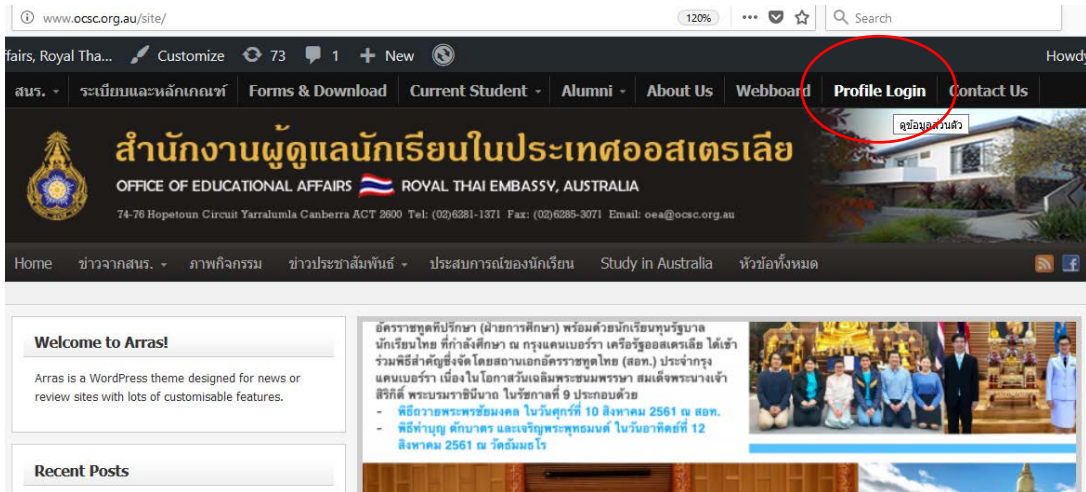 www.ocsc.org.au/site/
120%
Search
ffairs, Royal Tha... Customize 73 1 New
Howdy
สนร. ระเบียบและหลักเกณฑ์ Forms & Download Current Student Alumni About Us Webboard Profile Login Contact Us
ดูข้อมูลส่วนตัว
สำนักงานผู้ดูแลนักเรียนในประเทศออสเตรเลีย
OFFICE OF EDUCATIONAL AFFAIRS ROYAL THAI EMBASSY, AUSTRALIA
74-76 Hopetoun Circuit Yarralumla Canberra ACT 2600 Tel: (02)6281-1371 Fax: (02)6285-3071 Email: oea@ocsc.org.au
Home ข่าวจากสนร. ภาพกิจกรรม ข่าวประชาสัมพันธ์ ประสบการณ์ของนักเรียน Study in Australia หัวข้อทั้งหมด
Welcome to Arras!
Arras is a WordPress theme designed for news or
review sites with lots of customisable features.
Recent Posts
อัครราชทูตที่ปรึกษา (ฝ่ายการศึกษา) พร้อมด้วยนักเรียนทุนรัฐบาล
นักเรียนไทย ที่กำลังศึกษา ณ กรุงแคนเบอร์รา เครือรัฐออสเตรเลีย ได้เข้า
ร่วมพิธีสำคัญซึ่งจัดโดยสถานเอกอัครราชทูตไทย (สอท.) ประจำกรุง
แคนเบอร์รา เนื่องในโอกาสวันเฉลิมพระชนมพรรษา สมเด็จพระนางเจ้า
สิริกิติ์ พระบรมราชินีนาถ ในรัชกาลที่ 9 ประกอบด้วย
- พิธีถวายพระพรชัยมงคล ในวันศุกร์ที่ 10 สิงหาคม 2561 ณ สอท.
- พิธีทำบุญ ตักบาตร และเจริญพระพุทธมนต์ ในวันอาทิตย์ที่ 12
สิงหาคม 2561 ณ วัดธัมมธโร